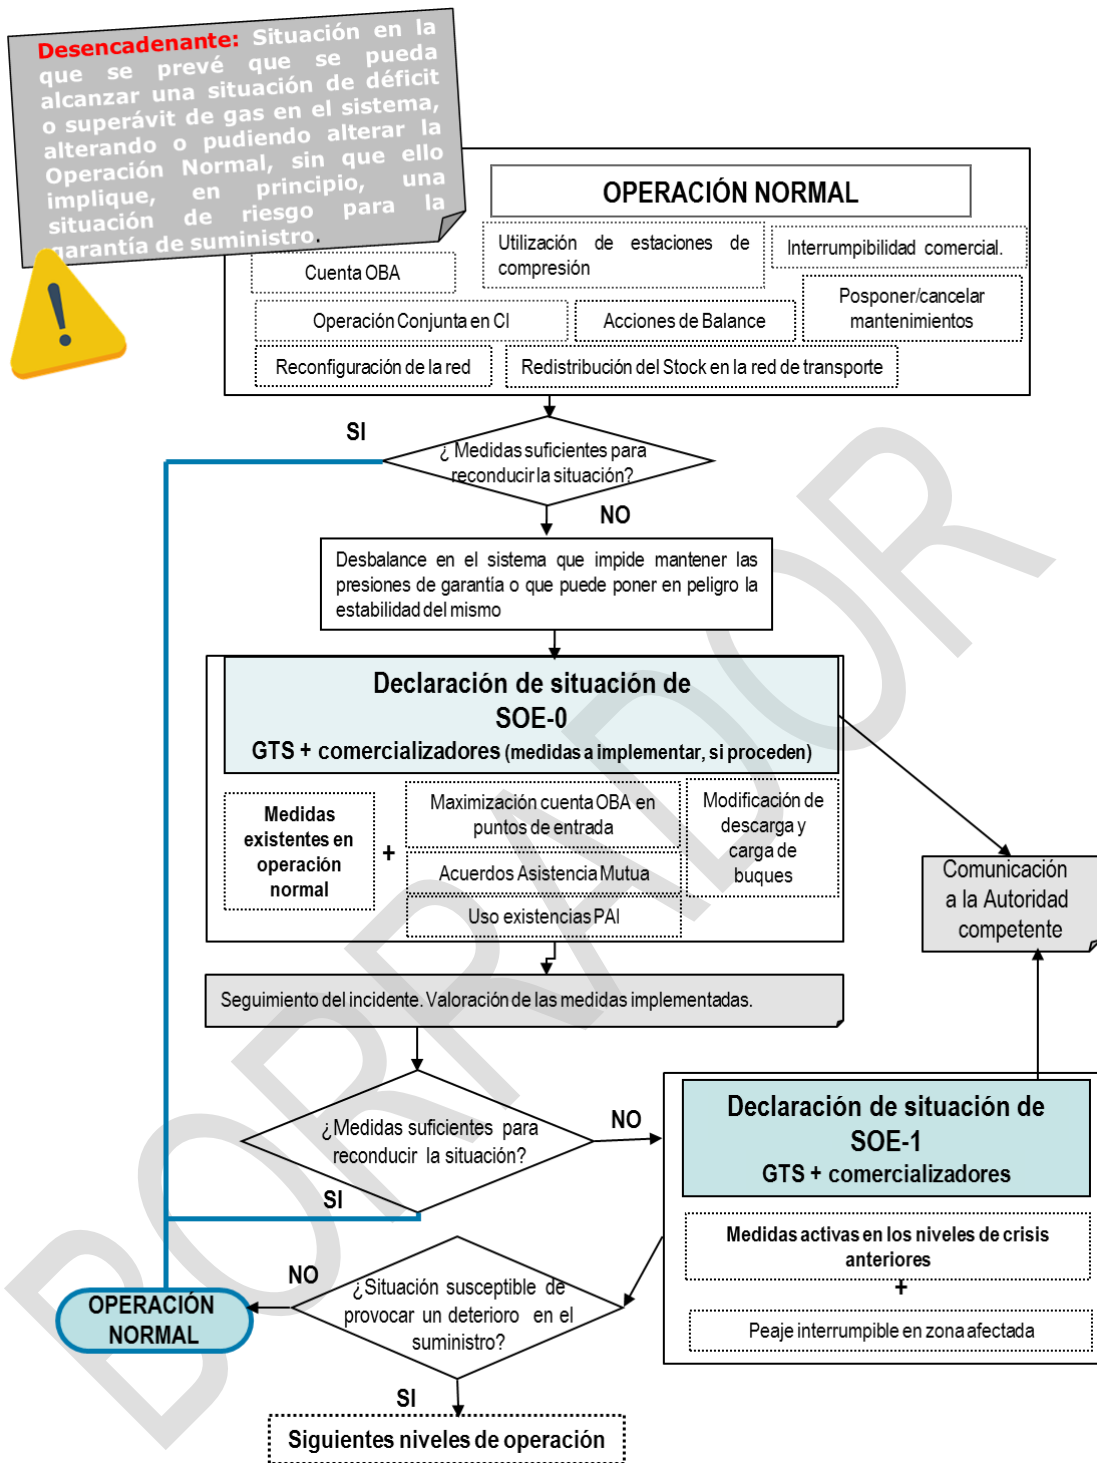 Desencadenante: Situación en la
que se prevé que se pueda
alcanzar una situación de déficit
o superávit de gas en el sistema,
alterando o pudiendo alterar la
Operación Normal, sin que ello
implique, en principio, una
situación de riesgo para la
garantía de suministro.
OPERACIÓN NORMAL
Cuenta OBA
Utilización de estaciones de
compresión
Interrumpibilidad comercial.
Operación Conjunta en CI
Acciones de Balance
Posponer/cancelar
mantenimientos
Reconfiguración de la red
Redistribución del Stock en la red de transporte
SI
¿ Medidas suficientes para
reconducir la situación?
NO
Desbalance en el sistema que impide mantener las
presiones de garantía o que puede poner en peligro la
estabilidad del mismo
Declaración de situación de
SOE-0
GTS + comercializadores (medidas a implementar, si proceden)
Medidas
existentes en
operación
normal
+
Maximización cuenta OBA en
puntos de entrada
Acuerdos Asistencia Mutua
Uso existencias PAI
Modificación de
descarga y
carga de
buques
Comunicación
a la Autoridad
competente
Seguimiento del incidente. Valoración de las medidas implementadas.
¿Medidas suficientes para
reconducir la situación?
NO
SI
Declaración de situación de
SOE-1
GTS + comercializadores
Medidas activas en los niveles de crisis
anteriores
+
Peaje interrumpible en zona afectada
¿Situación susceptible de
provocar un deterioro en el
suministro?
NO
OPERACIÓN
NORMAL
SI
Siguientes niveles de operación
BORRADOR